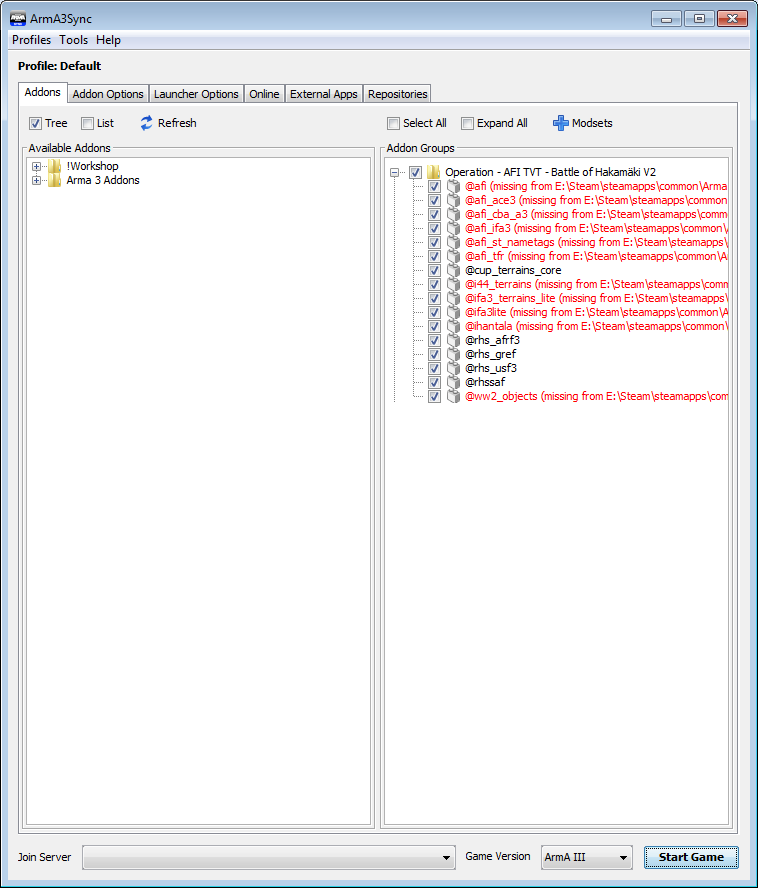 ArmA3Sync
Profiles Tools Help
Profile: Default
Addons Addon Options Launcher Options Online External Apps Repositories
Tree List Refresh Select All Expand All Modsets
Available Addons
!Workshop
Arma 3 Addons
Addon Groups
Operation - AFI TVT - Battle of Hakamäki V2
@afi (missing from E:\Steam\steamapps\common\Arma
@afi_ace3 (missing from E:\Steam\steamapps\common
@afi_cba_a3 (missing from E:\Steam\steamapps\comm
@afi_ifa3 (missing from E:\Steam\steamapps\common\
@afi_st_nametags (missing from E:\Steam\steamapps\
@afi_tfr (missing from E:\Steam\steamapps\common\A
@cup_terrains_core
@i44_terrains (missing from E:\Steam\steamapps\comm
@ifa3_terrains_lite (missing from E:\Steam\steamapps\
@ifa3lite (missing from E:\Steam\steamapps\common\A
@ihantala (missing from E:\Steam\steamapps\common\
@rhs_afrf3
@rhs_gref
@rhs_usf3
@rhssaf
@ww2_objects (missing from E:\Steam\steamapps\com
Join Server Game Version ArmA III Start Game